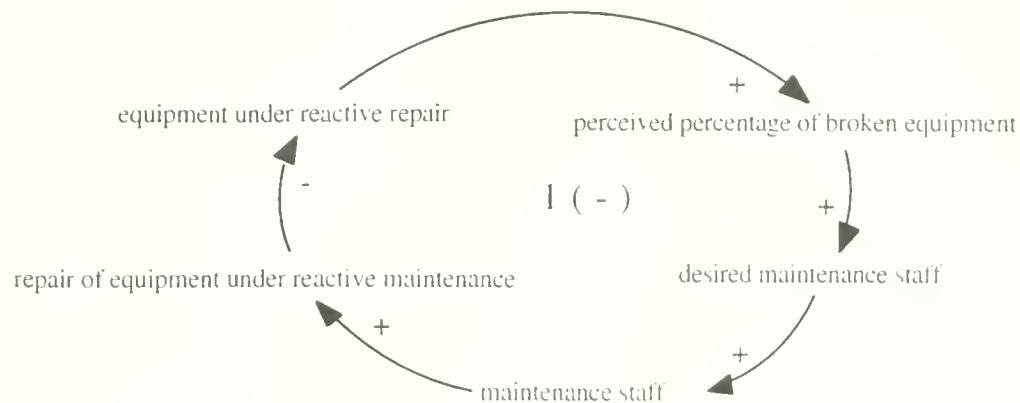 +
equipment under reactive repair
perceived percentage of broken equipment
-
1 ( - )
+
repair of equipment under reactive maintenance
desired maintenance staff
+
+
maintenance staff